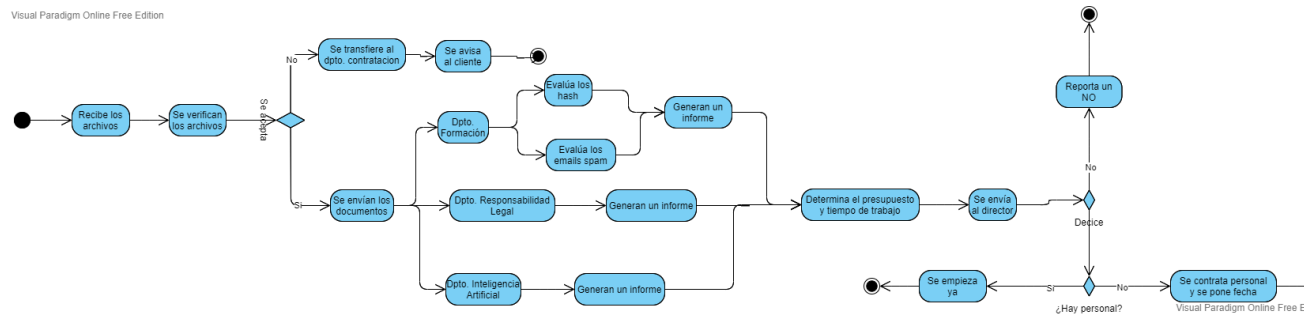 Visual Paradigm Online Free Edition
Recibe los
archivos
Se verifican
los archivos
Se acepta
No
Se transfiere al
dpto. contratacion
Se avisa
al cliente
Si
Se envían los
documentos
Dpto.
Formación
Evalúa los
hash
Evalúa los
emails spam
Generan un
informe
Dpto. Responsabilidad
Legal
Generan un informe
Dpto. Inteligencia
Artificial
Generan un informe
Determina el presupuesto
y tiempo de trabajo
Se envía
al director
Decice
No
Reporta un
NO
¿Hay personal?
Si
Se empieza
ya
No
Se contrata personal
y se pone fecha
Visual Paradigm Online Free E